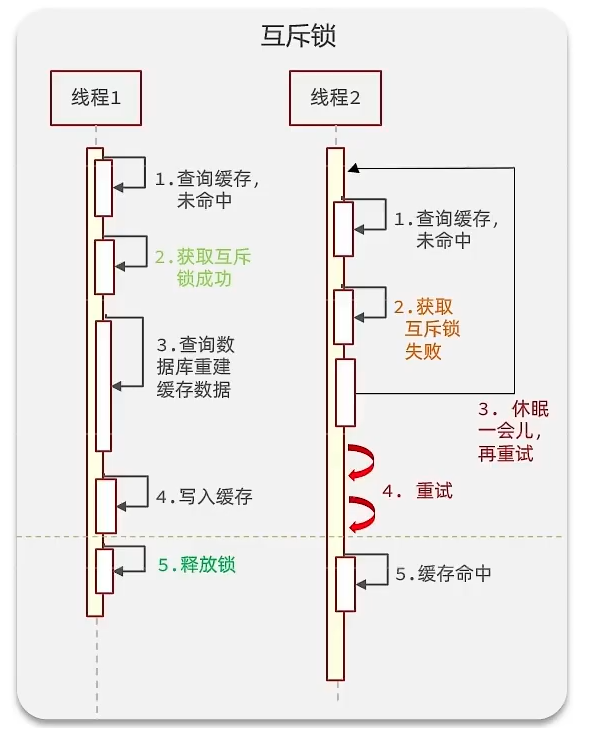 互斥锁
线程1
线程2
1.查询缓存，
未命中
2.获取互斥
锁成功
3.查询数
据库重建
缓存数据
4.写入缓存
5.释放锁
1.查询缓存，
未命中
2.获取
互斥锁
失败
3. 休眠
一会儿，
再重试
4. 重试
5.缓存命中